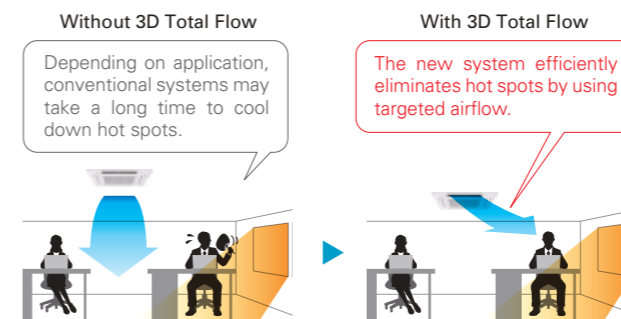 Without 3D Total Flow
Depending on application,
conventional systems may
take a long time to cool
down hot spots.
With 3D Total Flow
The new system efficiently
eliminates hot spots by using
targeted airflow.